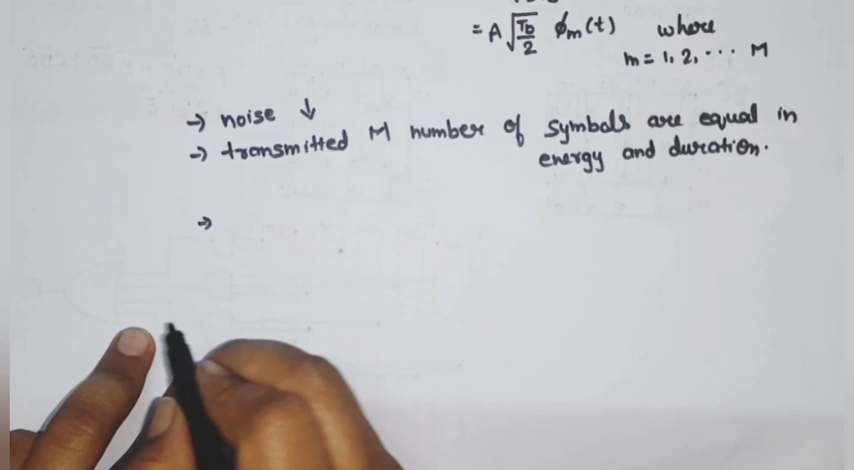 = A √(Tb/2) ϕm(t) where
m = 1, 2, ... M
→ noise ↓
→ transmitted M number of symbols are equal in
energy and duration.
→